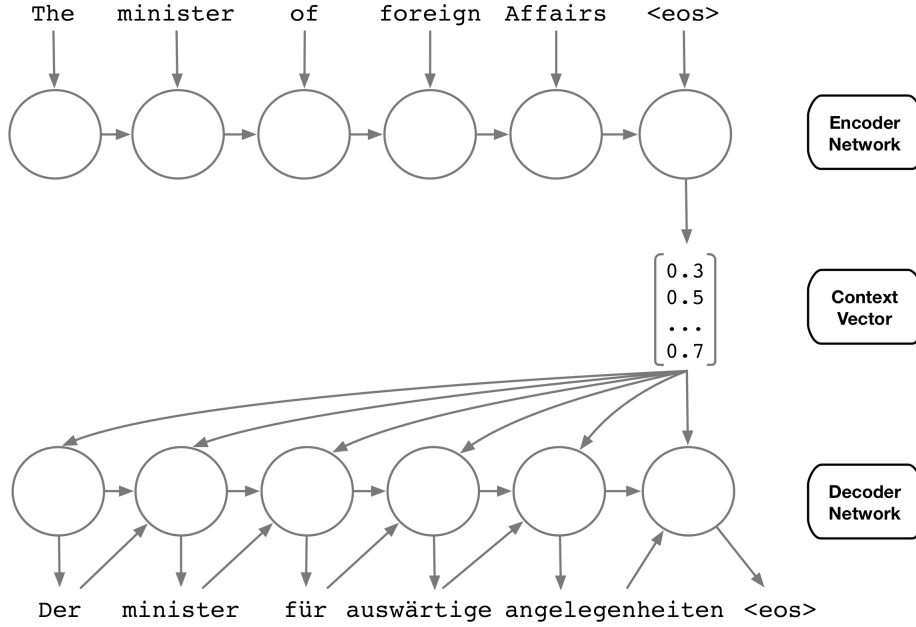 The minister of foreign Affairs <eos>
Encoder
Network
0.3
0.5
...
0.7
Context
Vector
Decoder
Network
Der minister für auswärtige angelegenheiten <eos>